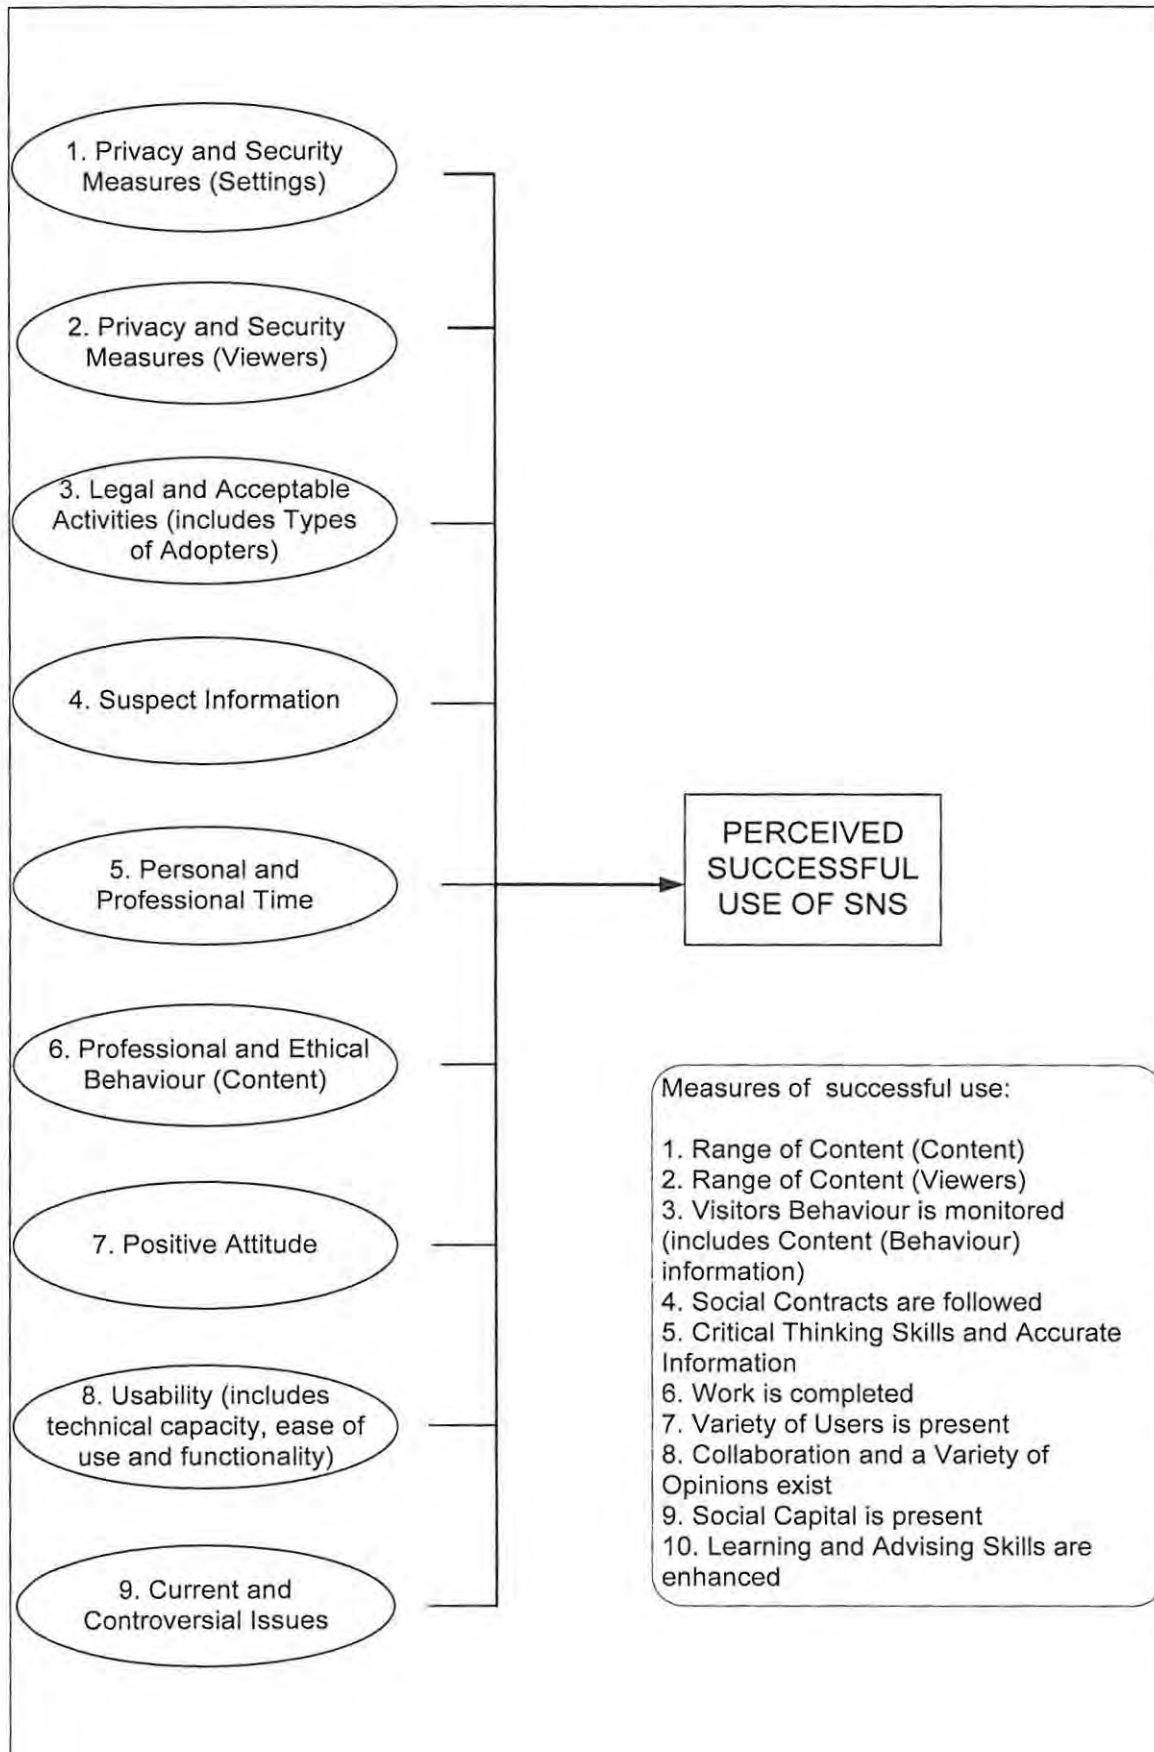 1. Privacy and Security
Measures (Settings)
2. Privacy and Security
Measures (Viewers)
3. Legal and Acceptable
Activities (includes Types
of Adopters)
4. Suspect Information
5. Personal and
Professional Time
6. Professional and Ethical
Behaviour (Content)
7. Positive Attitude
8. Usability (includes
technical capacity, ease of
use and functionality)
9. Current and
Controversial Issues
PERCEIVED
SUCCESSFUL
USE OF SNS
Measures of successful use:
1. Range of Content (Content)
2. Range of Content (Viewers)
3. Visitors Behaviour is monitored
(includes Content (Behaviour)
information)
4. Social Contracts are followed
5. Critical Thinking Skills and Accurate
Information
6. Work is completed
7. Variety of Users is present
8. Collaboration and a Variety of
Opinions exist
9. Social Capital is present
10. Learning and Advising Skills are
enhanced